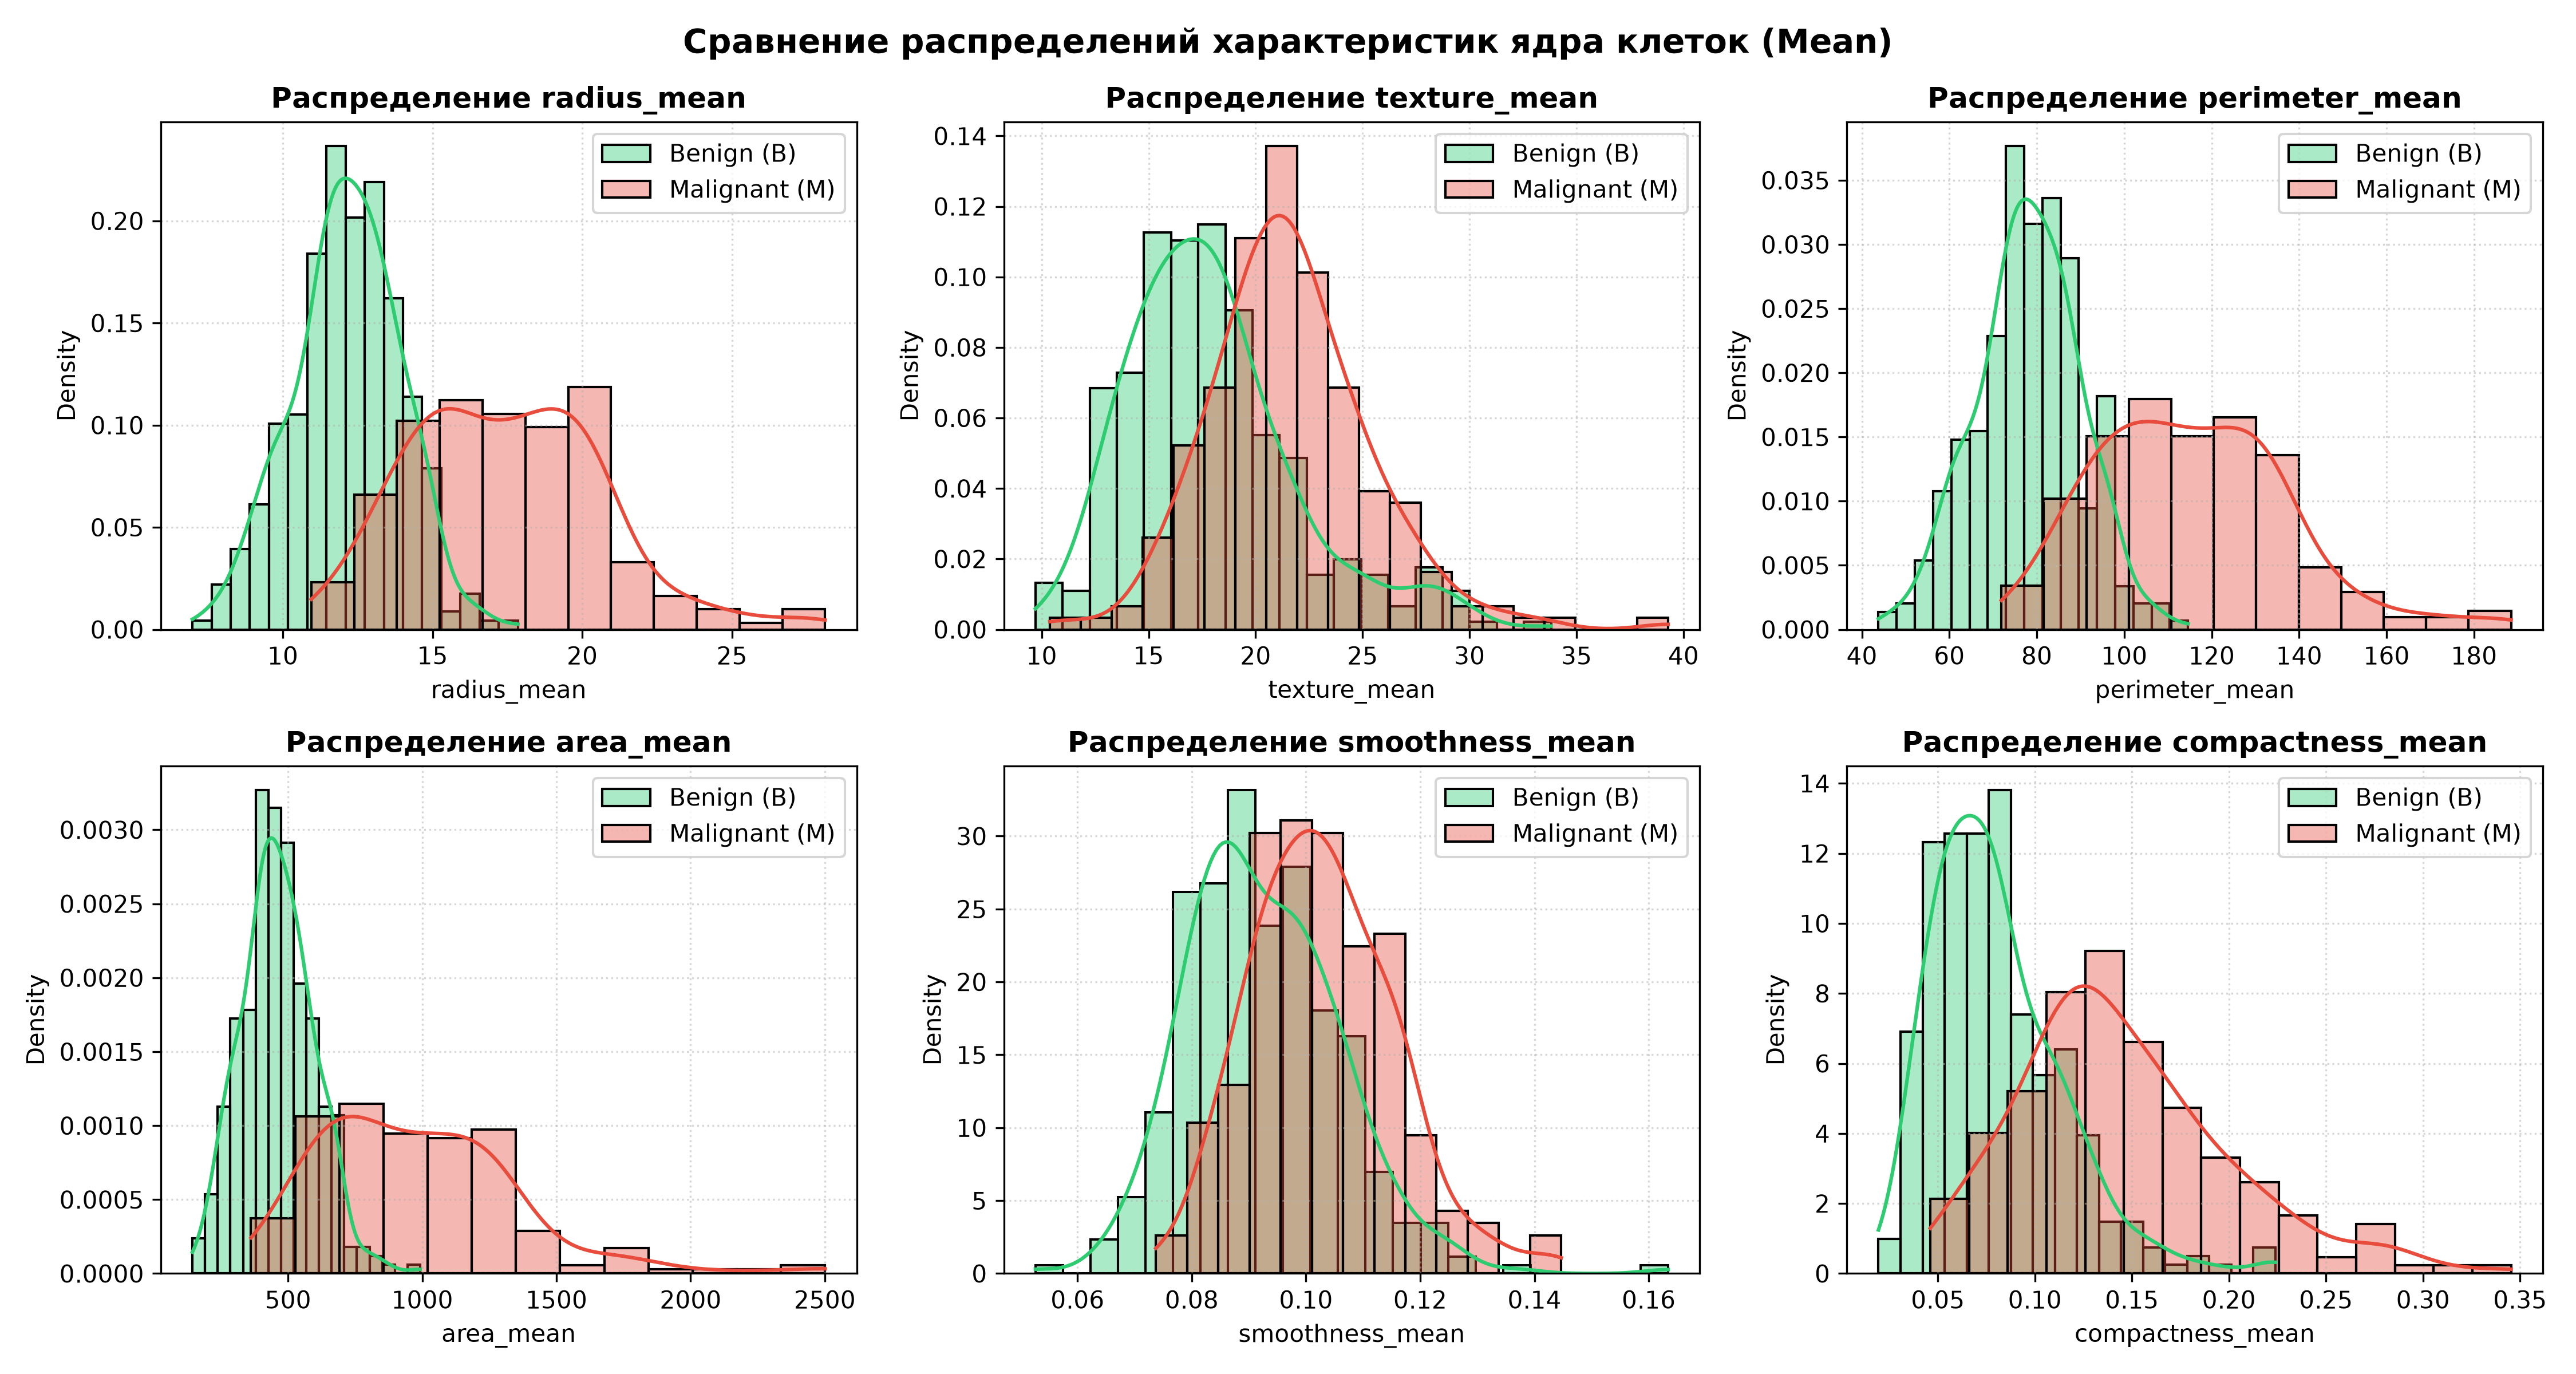 Сравнение распределений характеристик ядра клеток (Mean)
Распределение radius_mean
Benign (B)
Malignant (M)
Density
0.20
0.15
0.10
0.05
0.00
10 15 20 25
radius_mean
Распределение texture_mean
Benign (B)
Malignant (M)
Density
0.14
0.12
0.10
0.08
0.06
0.04
0.02
0.00
10 15 20 25 30 35 40
texture_mean
Распределение perimeter_mean
Benign (B)
Malignant (M)
Density
0.035
0.030
0.025
0.020
0.015
0.010
0.005
0.000
40 60 80 100 120 140 160 180
perimeter_mean
Распределение area_mean
Benign (B)
Malignant (M)
Density
0.0030
0.0025
0.0020
0.0015
0.0010
0.0005
0.0000
500 1000 1500 2000 2500
area_mean
Распределение smoothness_mean
Benign (B)
Malignant (M)
Density
30
25
20
15
10
5
0
0.06 0.08 0.10 0.12 0.14 0.16
smoothness_mean
Распределение compactness_mean
Benign (B)
Malignant (M)
Density
14
12
10
8
6
4
2
0
0.05 0.10 0.15 0.20 0.25 0.30 0.35
compactness_mean